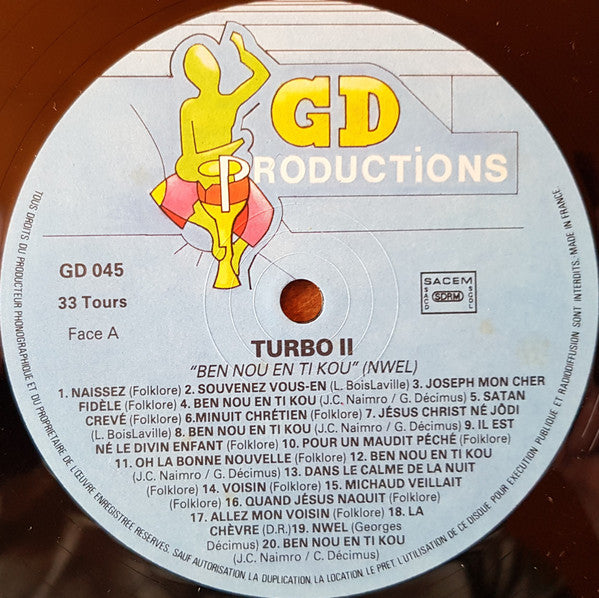 GD
PRODUCTIONS
GD 045
33 Tours
Face A
SACEM
SACD
SDRM
SGDL
TURBO II
"BEN NOU EN TI KOU" (NWEL)
1. NAISSEZ (Folklore) 2. SOUVENEZ VOUS-EN (L. BoisLaville) 3. JOSEPH MON CHER
FIDÈLE (Folklore) 4. BEN NOU EN TI KOU (J.C. Naimro / G. Décimus) 5. SATAN
CREVÉ (Folklore) 6.MINUIT CHRÉTIEN (Folklore) 7. JÉSUS CHRIST NÉ JÔDI
(L. BoisLaville) 8. BEN NOU EN TI KOU (J.C. Naimro / G. Décimus) 9. IL EST
NÉ LE DIVIN ENFANT (Folklore) 10. POUR UN MAUDIT PÉCHÉ (Folklore)
11. OH LA BONNE NOUVELLE (Folklore) 12. BEN NOU EN TI KOU
(J.C. Naimro / G. Décimus) 13. DANS LE CALME DE LA NUIT
(Folklore) 14. VOISIN (Folklore) 15. MICHAUD VEILLAIT
(Folklore) 16. QUAND JÉSUS NAQUIT (Folklore)
17. ALLEZ MON VOISIN (Folklore) 18. LA
CHÈVRE (D.R.) 19. NWEL (Georges
Décimus) 20. BEN NOU EN TI KOU
(J.C. Naimro / C. Décimus)
TOUS DROITS DU PRODUCTEUR PHONOGRAPHIQUE ET DU PROPRIETAIRE DE L'ŒUVRE ENREGISTREE RESERVES. SAUF AUTORISATION LA DUPLICATION, LA LOCATION, LE PRET, L'UTILISATION DE CE DISQUE POUR EXECUTION PUBLIQUE ET RADIODIFFUSION SONT INTERDITS. MADE IN FRANCE